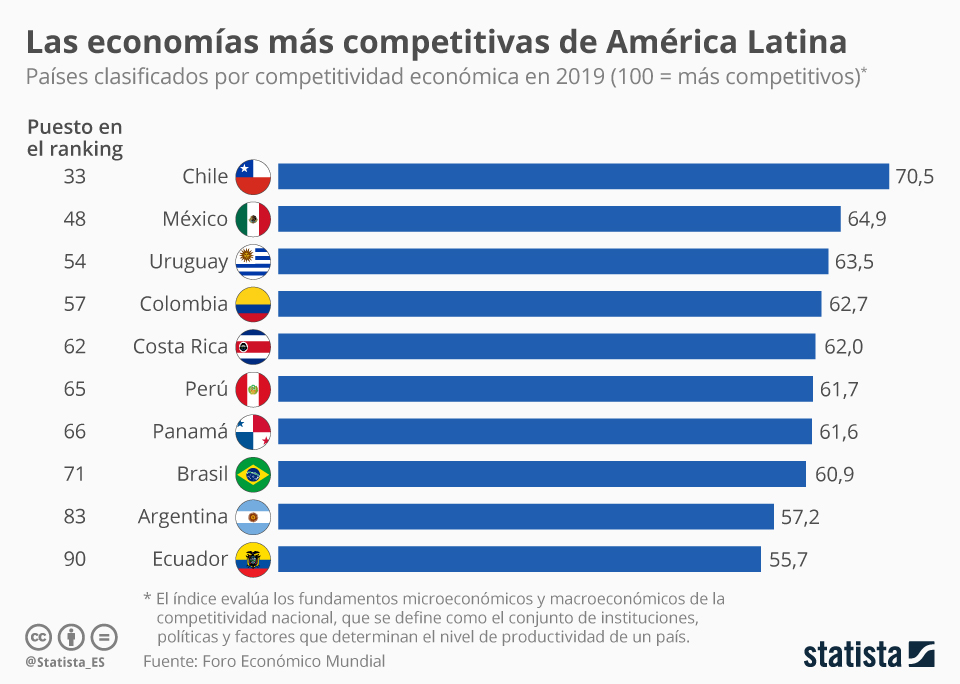 Las economías más competitivas de América Latina
Países clasificados por competitividad económica en 2019 (100 = más competitivos)*
Puesto en
el ranking
33 Chile 70,5
48 México 64,9
54 Uruguay 63,5
57 Colombia 62,7
62 Costa Rica 62,0
65 Perú 61,7
66 Panamá 61,6
71 Brasil 60,9
83 Argentina 57,2
90 Ecuador 55,7
* El índice evalúa los fundamentos microeconómicos y macroeconómicos de la
competitividad nacional, que se define como el conjunto de instituciones,
políticas y factores que determinan el nivel de productividad de un país.
cc
@Statista_ES
Fuente: Foro Económico Mundial
statista